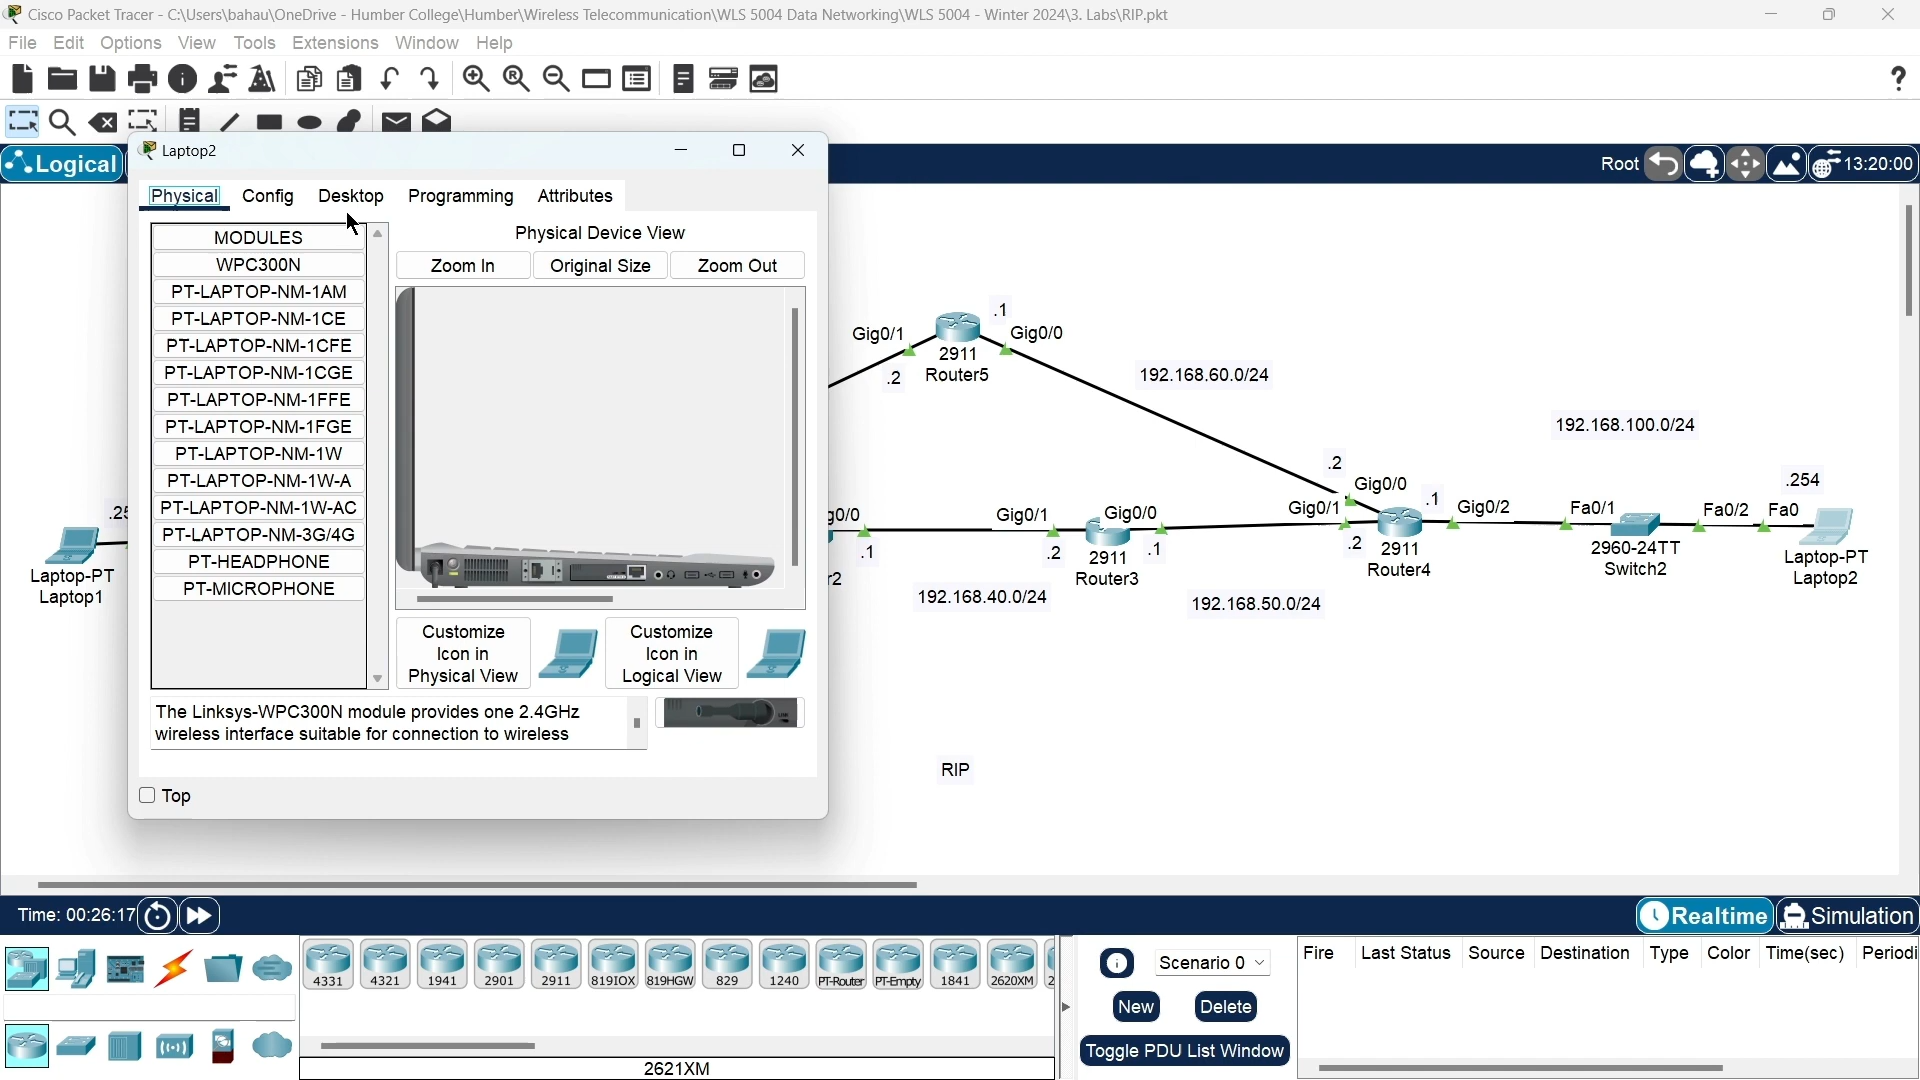 Cisco Packet Tracer - C:\Users\bahau\OneDrive - Humber College\Humber\Wireless Telecommunication\WLS 5004 Data Networking\WLS 5004 - Winter 2024\3. Labs\RIP.pkt
File Edit Options View Tools Extensions Window Help
Logical
Root
13:20:00
Laptop2
Physical Config Desktop Programming Attributes
MODULES
WPC300N
PT-LAPTOP-NM-1AM
PT-LAPTOP-NM-1CE
PT-LAPTOP-NM-1CFE
PT-LAPTOP-NM-1CGE
PT-LAPTOP-NM-1FFE
PT-LAPTOP-NM-1FGE
PT-LAPTOP-NM-1W
PT-LAPTOP-NM-1W-A
PT-LAPTOP-NM-1W-AC
PT-LAPTOP-NM-3G/4G
PT-HEADPHONE
PT-MICROPHONE
Physical Device View
Zoom In Original Size Zoom Out
Customize
Icon in
Physical View
Customize
Icon in
Logical View
The Linksys-WPC300N module provides one 2.4GHz
wireless interface suitable for connection to wireless
Top
.25
Laptop-PT
Laptop1
Gig0/1
.1
Gig0/0
.2
2911
Router5
192.168.60.0/24
192.168.100.0/24
g0/0
.1
r2
Gig0/1
.2
Gig0/0
.1
2911
Router3
192.168.40.0/24
192.168.50.0/24
.2
Gig0/0
Gig0/1
.2
.1
Gig0/2
2911
Router4
Fa0/1
Fa0/2
2960-24TT
Switch2
.254
Fa0
Laptop-PT
Laptop2
RIP
Time: 00:26:17
Realtime
Simulation
4331 4321 1941 2901 2911 819IOX 819HGW 829 1240 PT-Router PT-Empty 1841 2620XM 2
2621XM
Scenario 0
New Delete
Toggle PDU List Window
Fire Last Status Source Destination Type Color Time(sec) Periodi